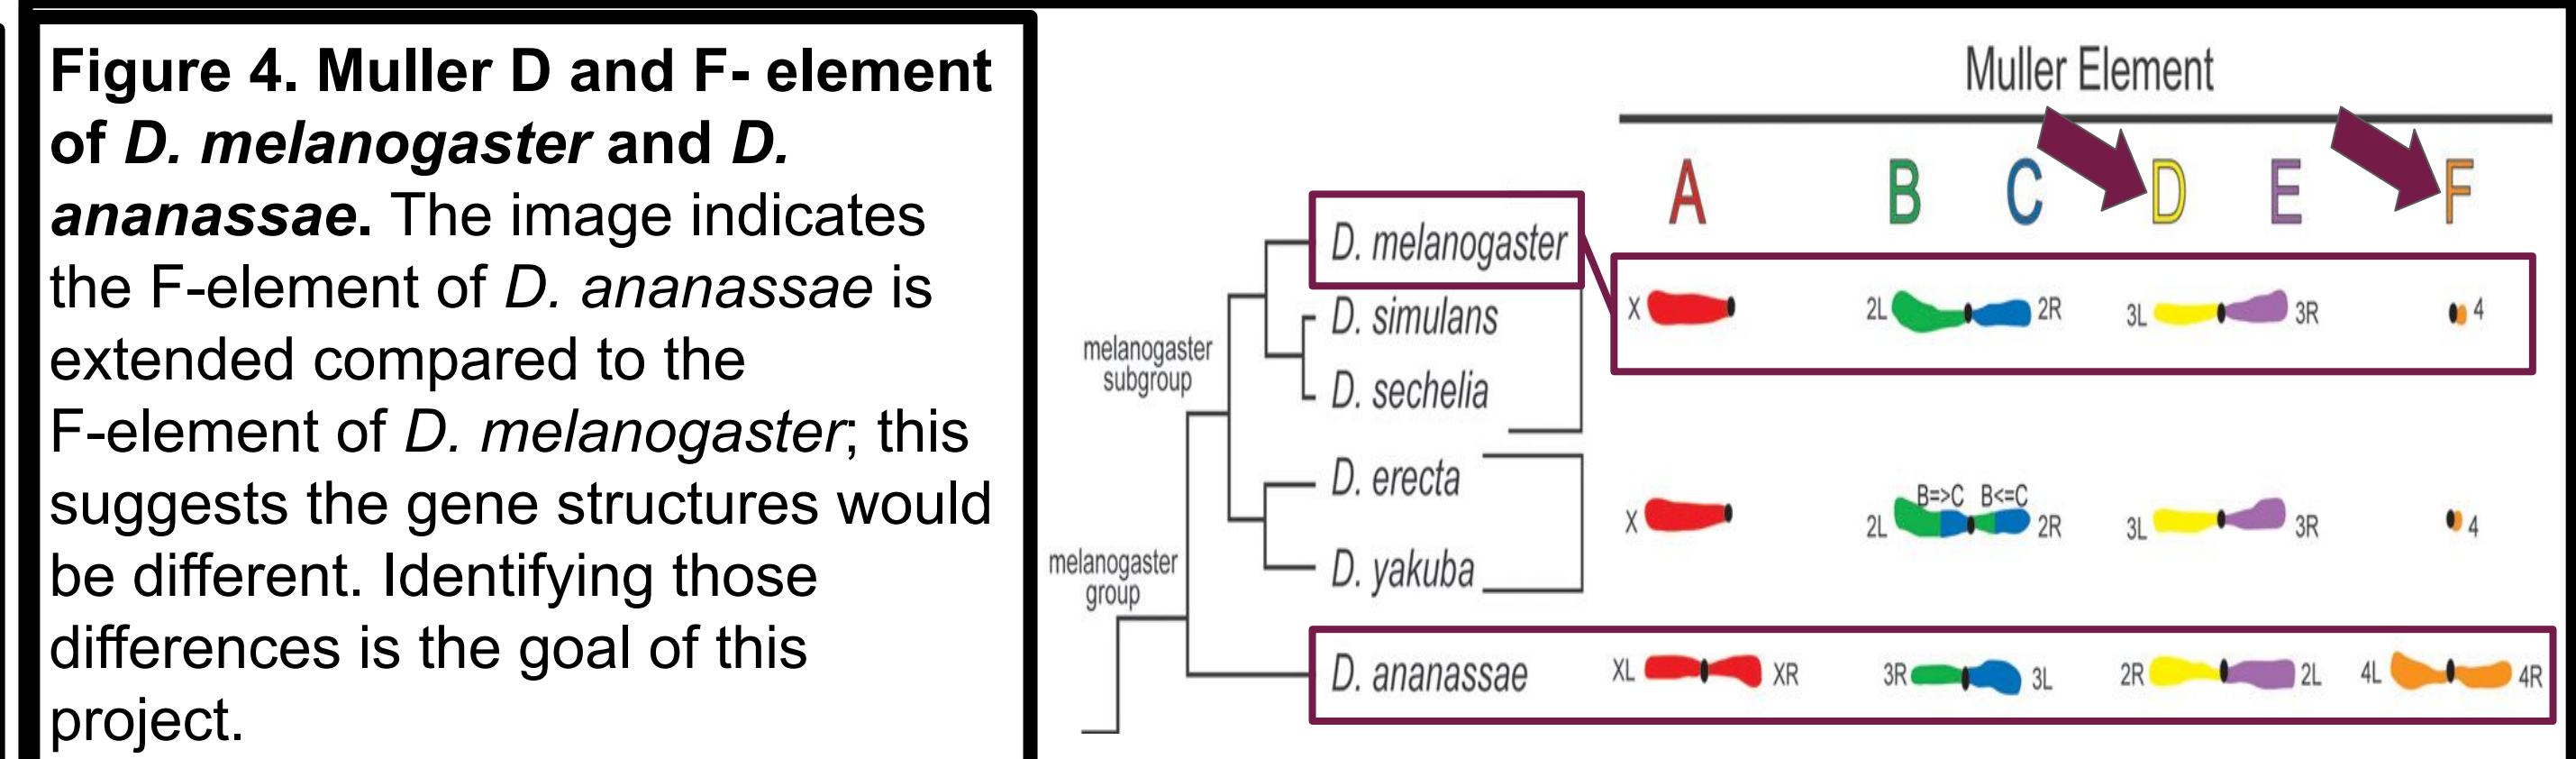 Figure 4. Muller D and F- element
of D. melanogaster and D.
ananassae. The image indicates
the F-element of D. ananassae is
extended compared to the
F-element of D. melanogaster; this
suggests the gene structures would
be different. Identifying those
differences is the goal of this
project.
Muller Element
A B C D E F
D. melanogaster
D. simulans
D. sechelia
D. erecta
D. yakuba
D. ananassae
melanogaster
subgroup
melanogaster
group
X 2L 2R 3L 3R 4
B=>C B<=C
X 2L 2R 3L 3R 4
XL XR 3R 3L 2R 2L 4L 4R